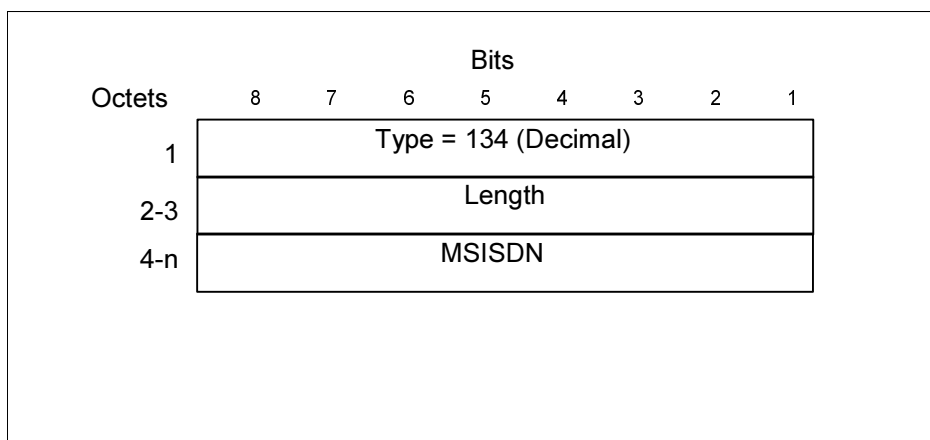 Bits
Octets 8 7 6 5 4 3 2 1
1 Type = 134 (Decimal)
2-3 Length
4-n MSISDN